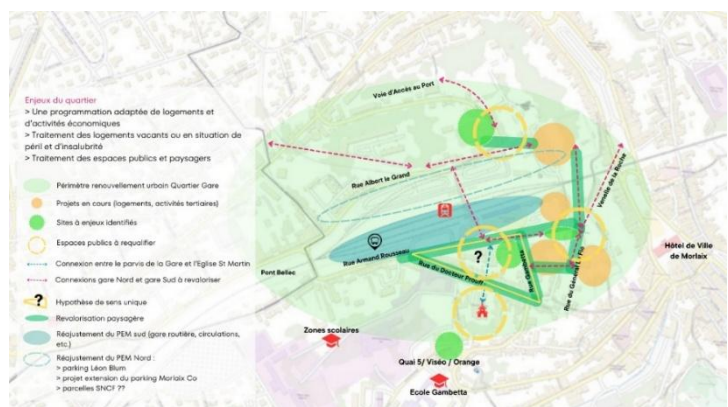 Enjeux du quartier
> Une programmation adaptée de logements et
d'activités économiques
> Traitement des logements vacants ou en situation de
péril et d'insalubrité
> Traitement des espaces publics et paysagers
Périmètre renouvellement urbain Quartier Gare
Projets en cours (logements, activités tertiaires)
Sites à enjeux identifiés
Espaces publics à requalifier
Connexion entre le parvis de la Gare et l'Eglise St Martin
Connexions gare Nord et gare Sud à revaloriser
? Hypothèse de sens unique
Revalorisation paysagère
Réajustement du PEM sud (gare routière, circulations,
etc.)
Réajustement du PEM Nord :
> parking Léon Blum
> projet extension du parking Morlaix Co
> parcelles SNCF ??
Voie d'Accès au Port
Rue Albert le Grand
Venelle de la Roche
Rue Armand Rousseau
Pont Bellec
?
Rue du Docteur Prouff
Rue Gambetta
Hôtel de Ville
de Morlaix
Zones scolaires
Quai 5/ Viséo / Orange
Ecole Gambetta